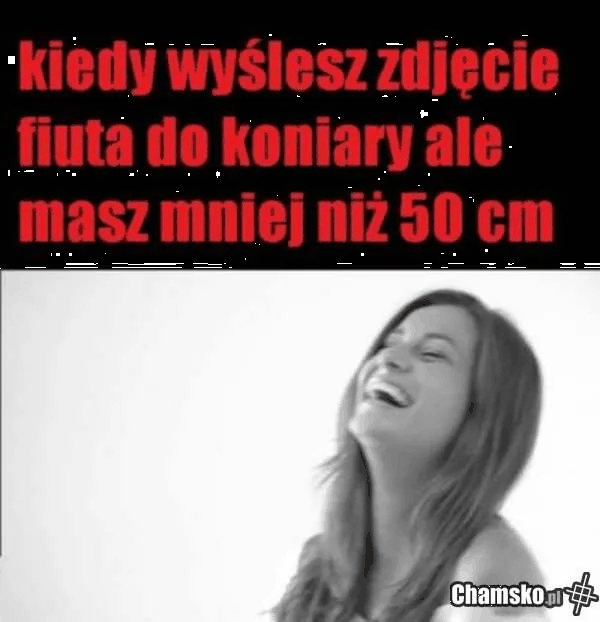 kiedy wyślesz zdjęcie
fiuta do koniary ale
masz mniej niż 50 cm
Chamsko.pl